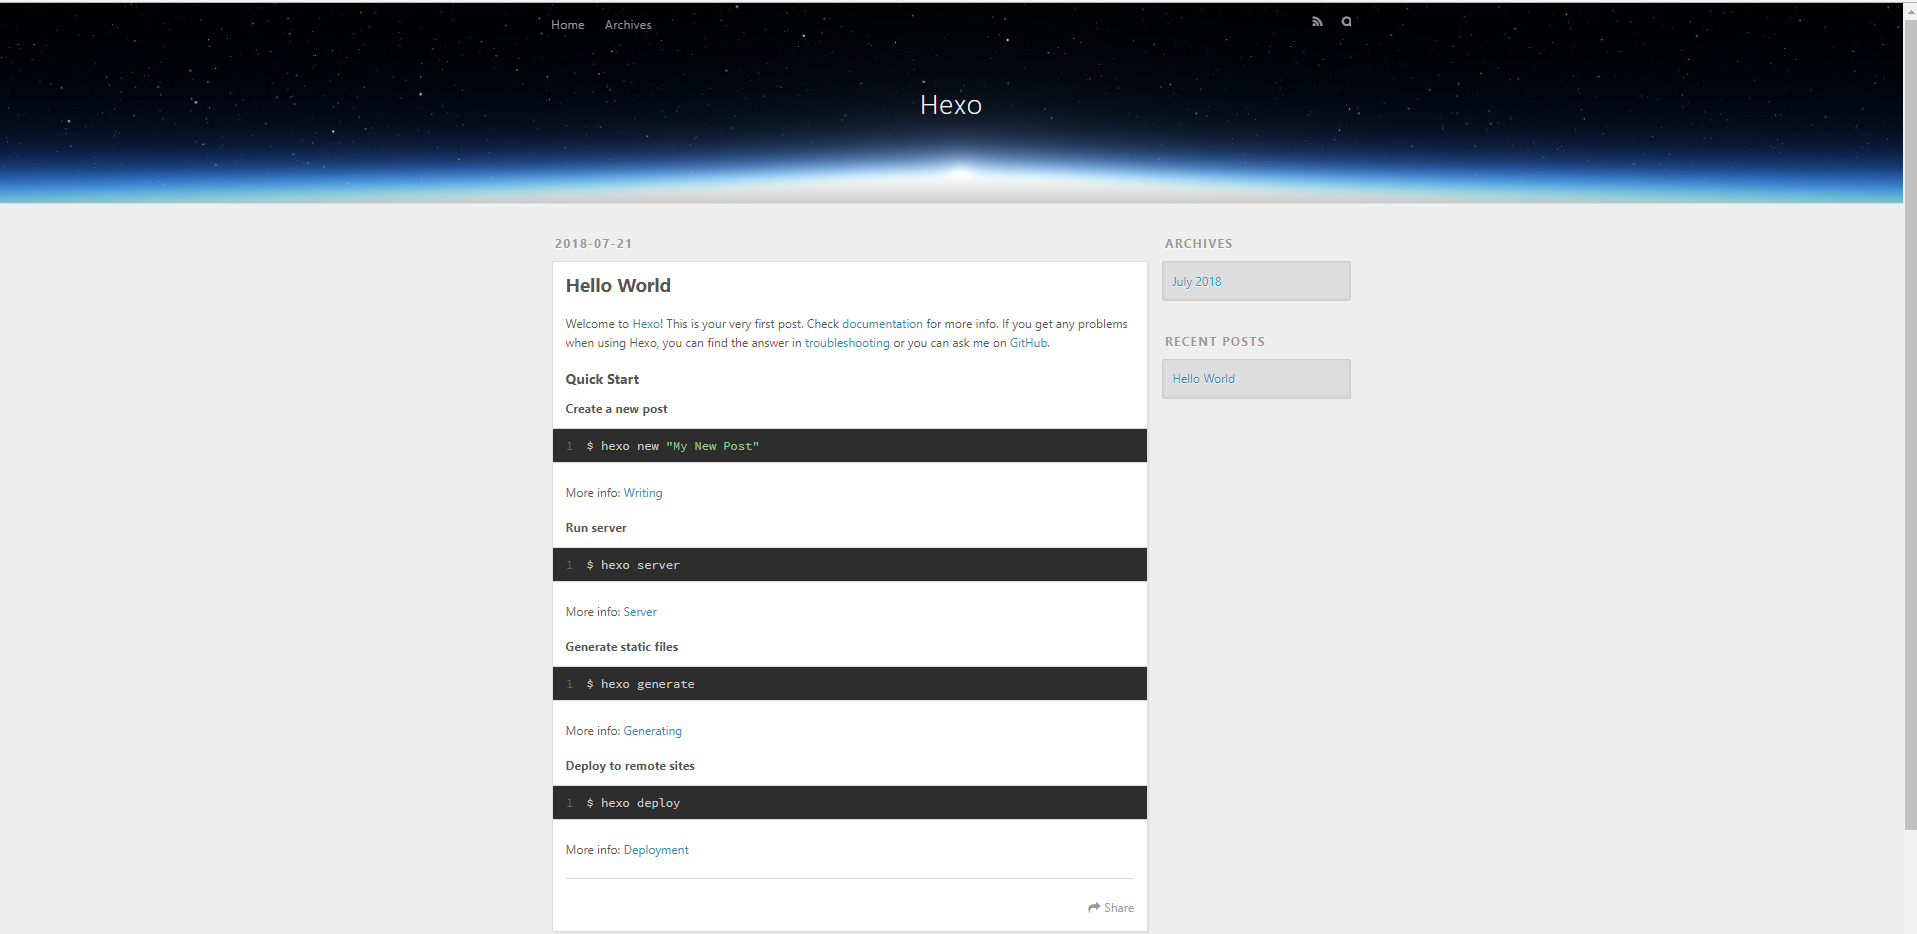 Home Archives
Hexo
2018-07-21
Hello World
Welcome to Hexo! This is your very first post. Check documentation for more info. If you get any problems
when using Hexo, you can find the answer in troubleshooting or you can ask me on GitHub.
Quick Start
Create a new post
1 $ hexo new "My New Post"
More info: Writing
Run server
1 $ hexo server
More info: Server
Generate static files
1 $ hexo generate
More info: Generating
Deploy to remote sites
1 $ hexo deploy
More info: Deployment
Share
ARCHIVES
July 2018
RECENT POSTS
Hello World